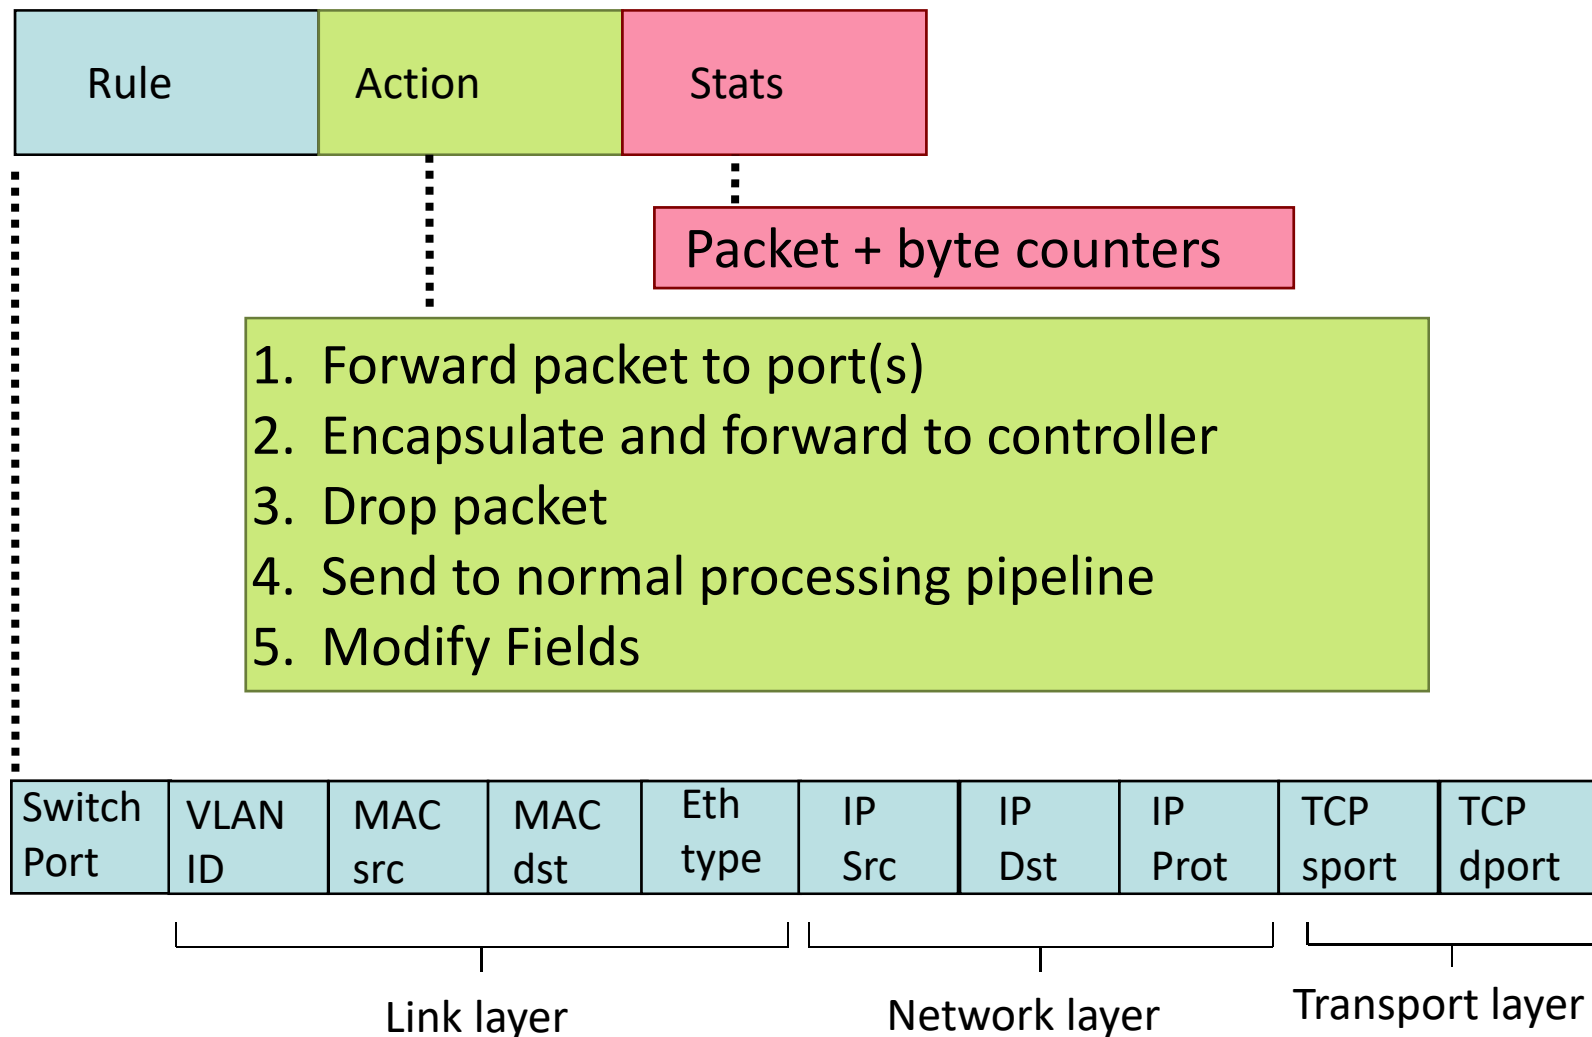 Rule
Action
Stats
Packet + byte counters
1. Forward packet to port(s)
2. Encapsulate and forward to controller
3. Drop packet
4. Send to normal processing pipeline
5. Modify Fields
Switch
Port
VLAN
ID
MAC
src
MAC
dst
Eth
type
IP
Src
IP
Dst
IP
Prot
TCP
sport
TCP
dport
Link layer
Network layer
Transport layer